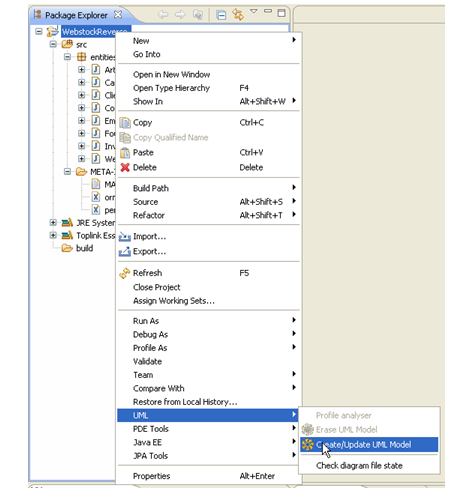 Package Explorer
WebstockReverse
src
entities
Art
Ca
Clie
Co
Em
Fou
Inv
We
META-
MA
orm
per
JRE System
Toplink Ess
build
New
Go Into
Open in New Window
Open Type Hierarchy F4
Show In Alt+Shift+W
Copy Ctrl+C
Copy Qualified Name
Paste Ctrl+V
Delete Delete
Build Path
Source Alt+Shift+S
Refactor Alt+Shift+T
Import...
Export...
Refresh F5
Close Project
Assign Working Sets...
Run As
Debug As
Profile As
Validate
Team
Compare With
Restore from Local History...
UML
PDE Tools
Java EE
JPA Tools
Properties Alt+Enter
Profile analyser
Erase UML Model
Create/Update UML Model
Check diagram file state